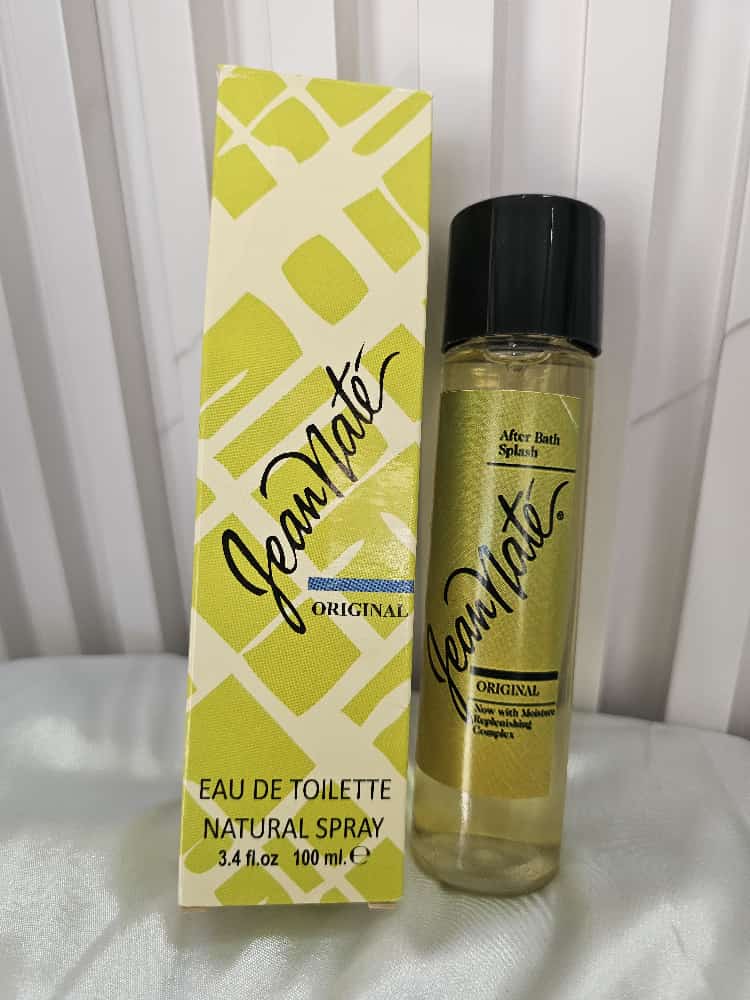 Jean Naté
ORIGINAL
EAU DE TOILETTE
NATURAL SPRAY
3.4 fl.oz 100 ml. ℮
After Bath
Splash
Jean Naté®
ORIGINAL
Now with Moisture
Replenishing
Complex